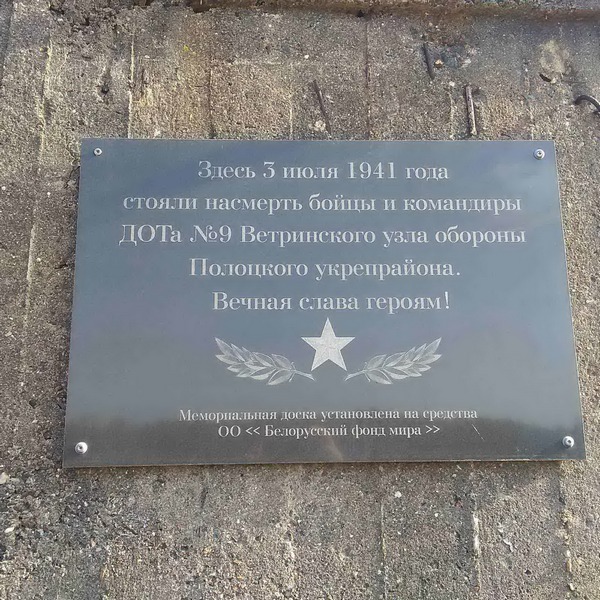 Здесь 3 июля 1941 года
стояли насмерть бойцы и командиры
ДОТа №9 Ветринского узла обороны
Полоцкого укрепрайона.
Вечная слава героям!
Мемориальная доска установлена на средства
ОО << Белорусский фонд мира >>